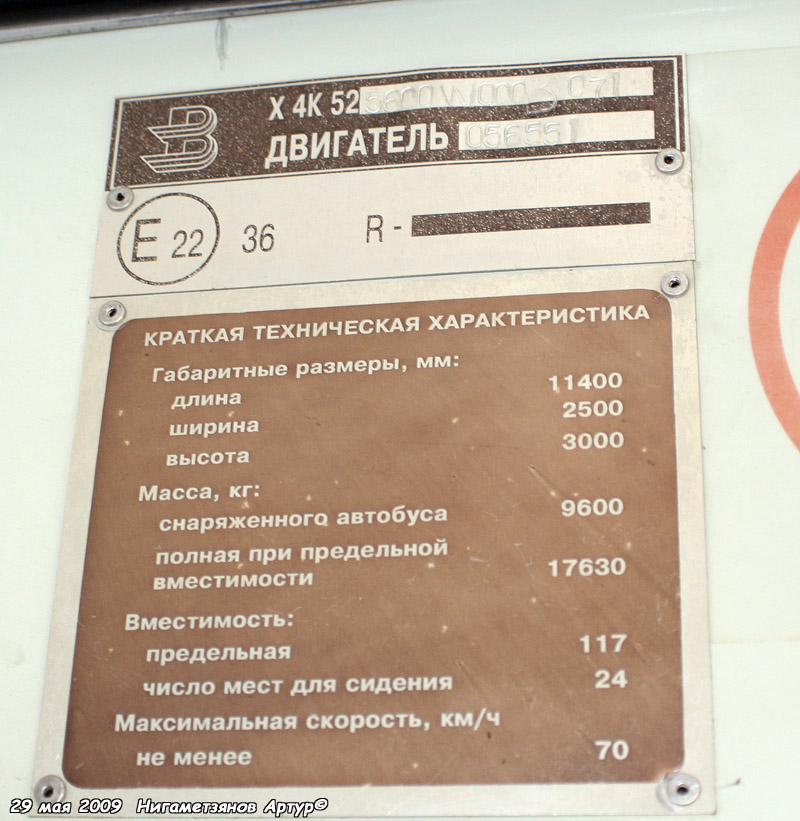 Х 4К 52
ДВИГАТЕЛЬ 056551
E 22 36 R -
КРАТКАЯ ТЕХНИЧЕСКАЯ ХАРАКТЕРИСТИКА
Габаритные размеры, мм:
длина 11400
ширина 2500
высота 3000
Масса, кг:
снаряженного автобуса 9600
полная при предельной
вместимости 17630
Вместимость:
предельная 117
число мест для сидения 24
Максимальная скорость, км/ч
не менее 70
29 мая 2009 Нигаметзянов Артур©